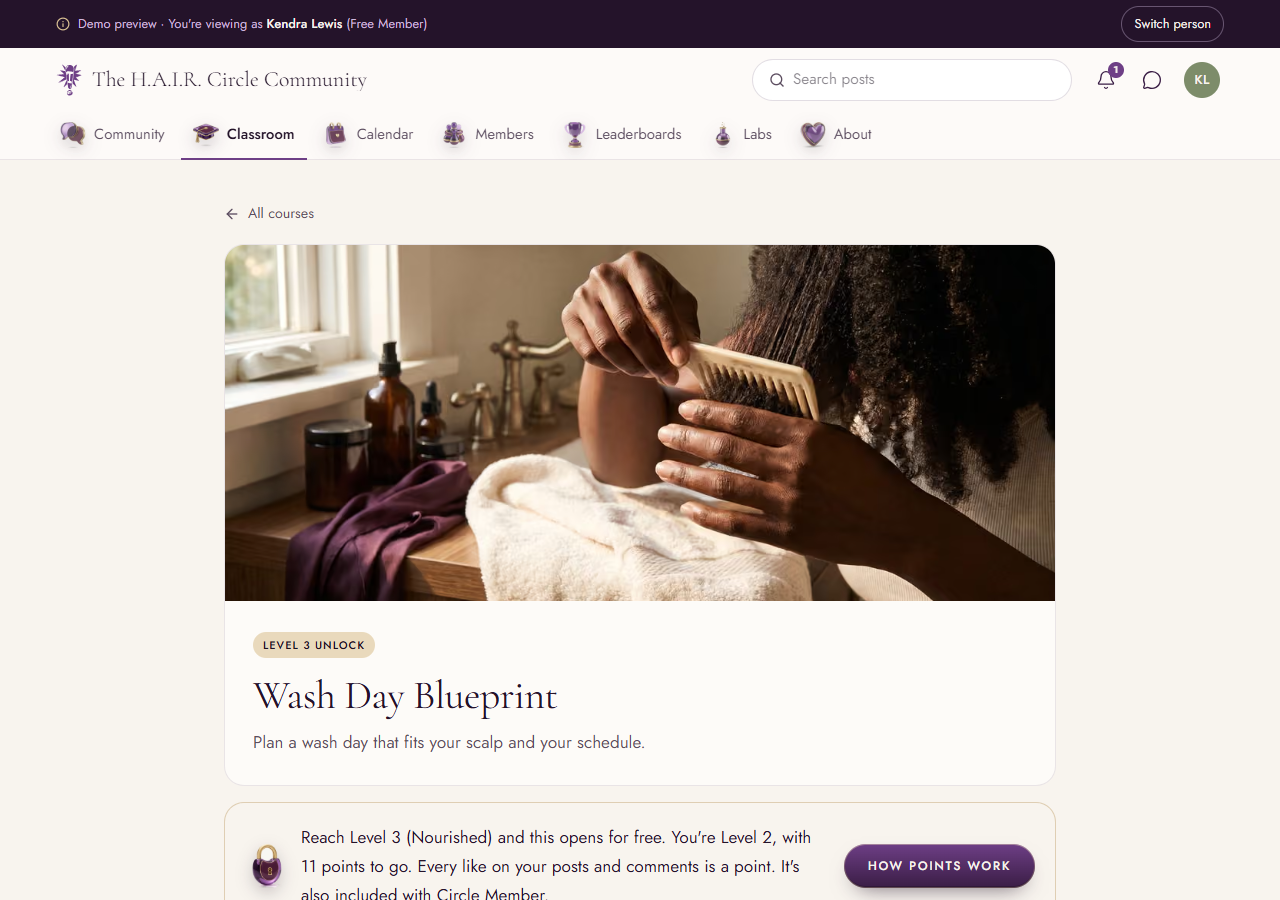 Demo preview · You're viewing as Kendra Lewis (Free Member)
Switch person
The H.A.I.R. Circle Community
Search posts
1
KL
Community
Classroom
Calendar
Members
Leaderboards
Labs
About
All courses
LEVEL 3 UNLOCK
Wash Day Blueprint
Plan a wash day that fits your scalp and your schedule.
Reach Level 3 (Nourished) and this opens for free. You're Level 2, with
11 points to go. Every like on your posts and comments is a point. It's
also included with Circle Member.
HOW POINTS WORK